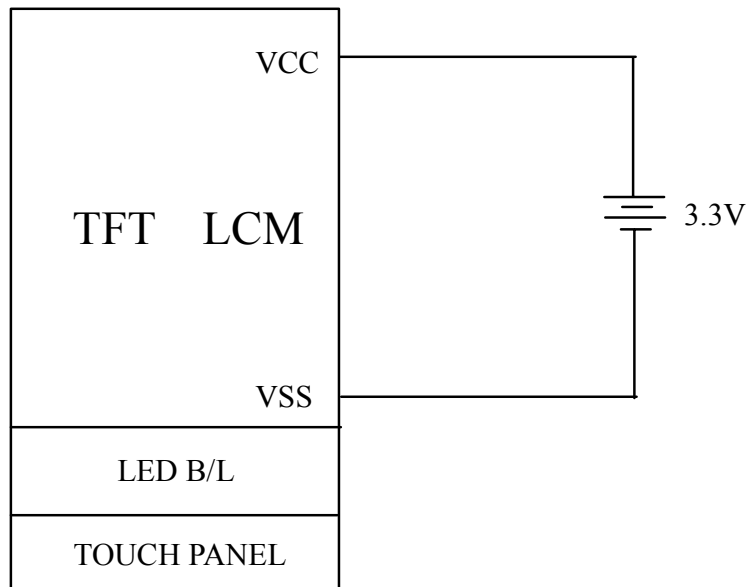 VCC
TFT LCM
3.3V
VSS
LED B/L
TOUCH PANEL